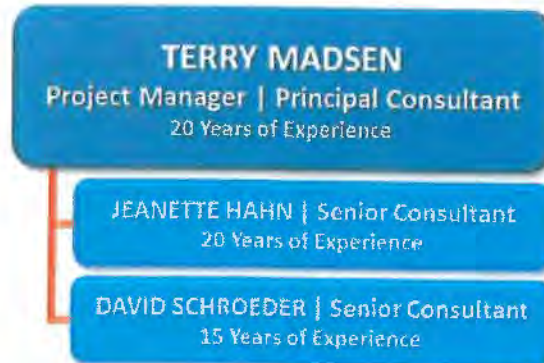 TERRY MADSEN
Project Manager | Principal Consultant
20 Years of Experience
JEANETTE HAHN | Senior Consultant
20 Years of Experience
DAVID SCHROEDER | Senior Consultant
15 Years of Experience